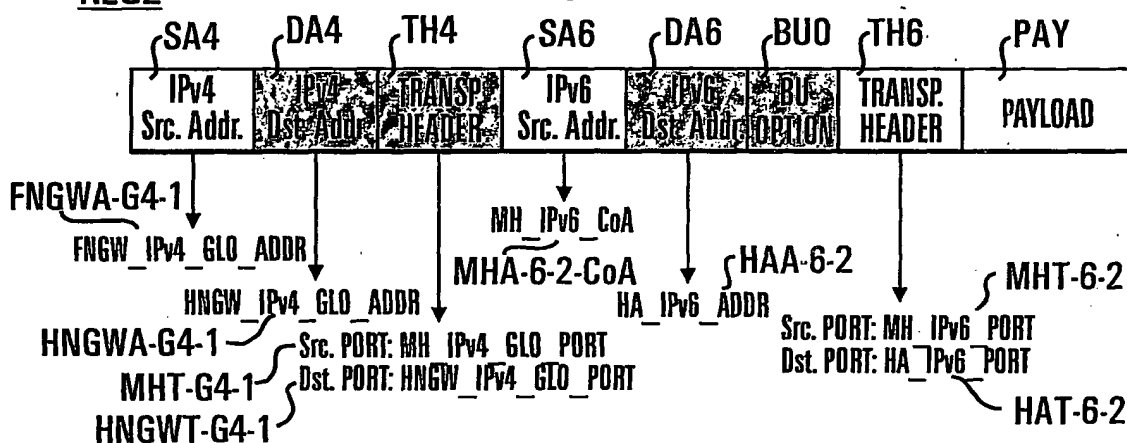 SA4 DA4 TH4 SA6 DA6 BUO TH6 PAY
IPv4 Src. Addr.
IPv4 Dst. Addr.
TRANSP. HEADER
IPv6 Src. Addr.
IPv6 Dst. Addr.
BU OPTION
TRANSP. HEADER
PAYLOAD
FNGWA-G4-1
FNGW_IPv4_GLO_ADDR
HNGW_IPv4_GLO_ADDR
HNGWA-G4-1
Src. PORT: MH_IPv4_GLO_PORT
Dst. PORT: HNGW_IPv4_GLO_PORT
MHT-G4-1
HNGWT-G4-1
MH_IPv6_CoA
MHA-6-2-CoA
HAA-6-2
HA_IPv6_ADDR
MHT-6-2
Src. PORT: MH_IPv6_PORT
Dst. PORT: HA_IPv6_PORT
HAT-6-2